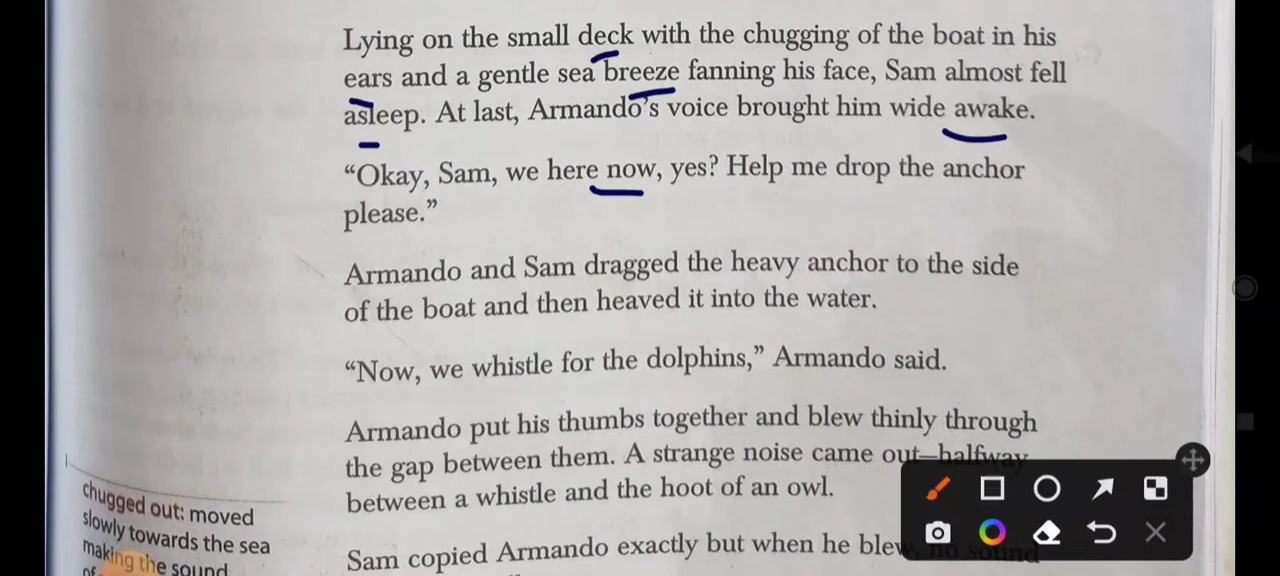 Lying on the small deck with the chugging of the boat in his
ears and a gentle sea breeze fanning his face, Sam almost fell
asleep. At last, Armando's voice brought him wide awake.
“Okay, Sam, we here now, yes? Help me drop the anchor
please.”
Armando and Sam dragged the heavy anchor to the side
of the boat and then heaved it into the water.
“Now, we whistle for the dolphins,” Armando said.
Armando put his thumbs together and blew thinly through
the gap between them. A strange noise came out—halfway
between a whistle and the hoot of an owl.
Sam copied Armando exactly but when he blew, no sound
chugged out: moved
slowly towards the sea
making the sound
of